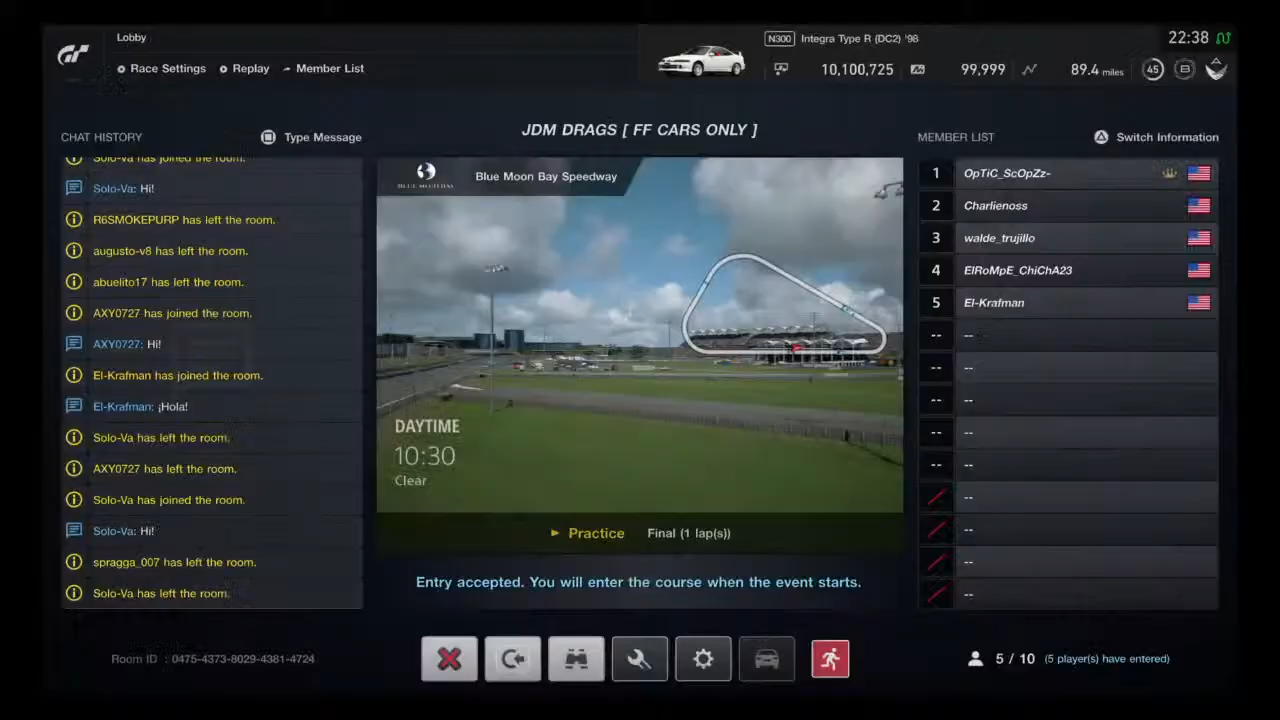 Lobby
N300 Integra Type R (DC2) '98
22:38
Race Settings Replay Member List
10,100,725 99,999 89.4 miles 45 B
CHAT HISTORY Type Message
JDM DRAGS [ FF CARS ONLY ]
MEMBER LIST Switch Information
Solo-Va has joined the room.
Solo-Va: Hi!
R6SMOKEPURP has left the room.
augusto-v8 has left the room.
abuelito17 has left the room.
AXY0727 has joined the room.
AXY0727: Hi!
El-Krafman has joined the room.
El-Krafman: ¡Hola!
Solo-Va has left the room.
AXY0727 has left the room.
Solo-Va has joined the room.
Solo-Va: Hi!
spragga_007 has left the room.
Solo-Va has left the room.
BLUE MOON BAY
Blue Moon Bay Speedway
DAYTIME
10:30
Clear
Practice Final (1 lap(s))
Entry accepted. You will enter the course when the event starts.
1 OpTiC_ScOpZz-
2 Charlienoss
3 walde_trujillo
4 ElRoMpE_ChiChA23
5 El-Krafman
-- --
-- --
-- --
-- --
-- --
--
--
--
--
Room ID : 0475-4373-8029-4381-4724
5 / 10 (5 player(s) have entered)